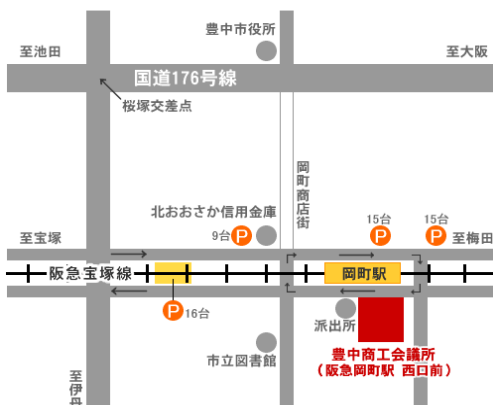 豊中市役所
至池田
至大阪
国道176号線
桜塚交差点
岡町商店街
北おおさか信用金庫
9台 P
15台
P
15台
P
至宝塚
至梅田
阪急宝塚線
岡町駅
P 16台
派出所
市立図書館
豊中商工会議所
(阪急岡町駅 西口前)
至伊丹